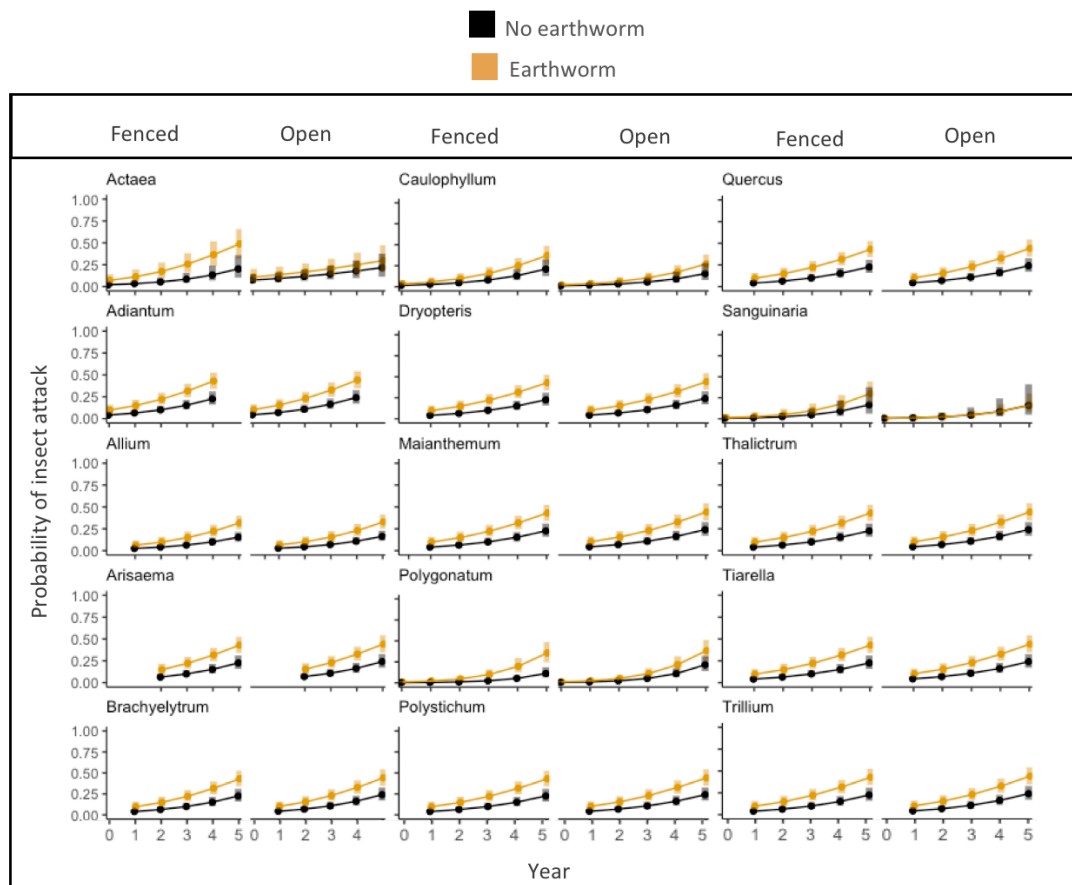 No earthworm
Earthworm
Fenced Open Fenced Open Fenced Open
Actaea Caulophyllum Quercus
1.00
0.75
0.50
0.25
0.00
Adiantum Dryopteris Sanguinaria
1.00
0.75
0.50
0.25
0.00
Allium Maianthemum Thalictrum
1.00
0.75
0.50
0.25
0.00
Arisaema Polygonatum Tiarella
1.00
0.75
0.50
0.25
0.00
Brachyelytrum Polystichum Trillium
1.00
0.75
0.50
0.25
0.00
0 1 2 3 4 5 0 1 2 3 4 0 1 2 3 4 5 0 1 2 3 4 5 0 1 2 3 4 5 0 1 2 3 4 5
Probability of insect attack
Year